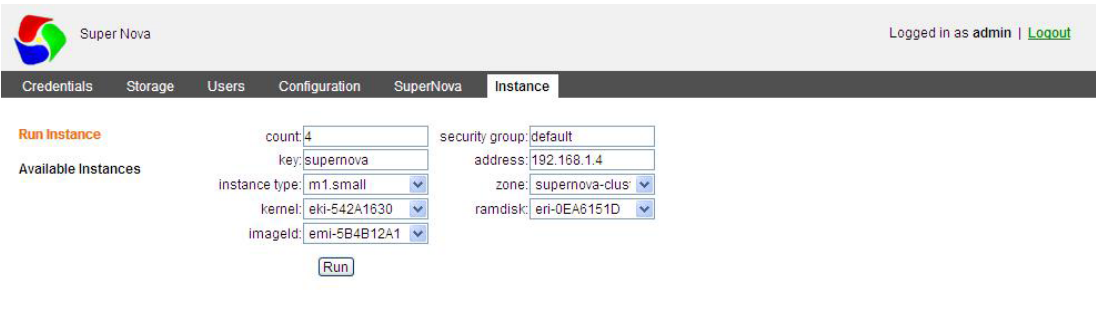 Super Nova
Logged in as admin | Logout
Credentials Storage Users Configuration SuperNova Instance
Run Instance
Available Instances
count: 4 security group: default
key: supernova address: 192.168.1.4
instance type: m1.small zone: supernova-clus
kernel: eki-542A1630 ramdisk: eri-0EA6151D
imageId: emi-5B4B12A1
Run